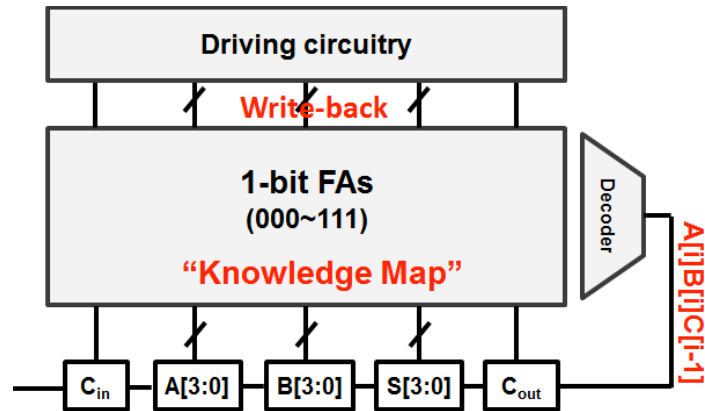 Driving circuitry
Write-back
1-bit FAs
(000~111)
“Knowledge Map”
Decoder
A[i]B[i]C[i-1]
Cin
A[3:0]
B[3:0]
S[3:0]
Cout